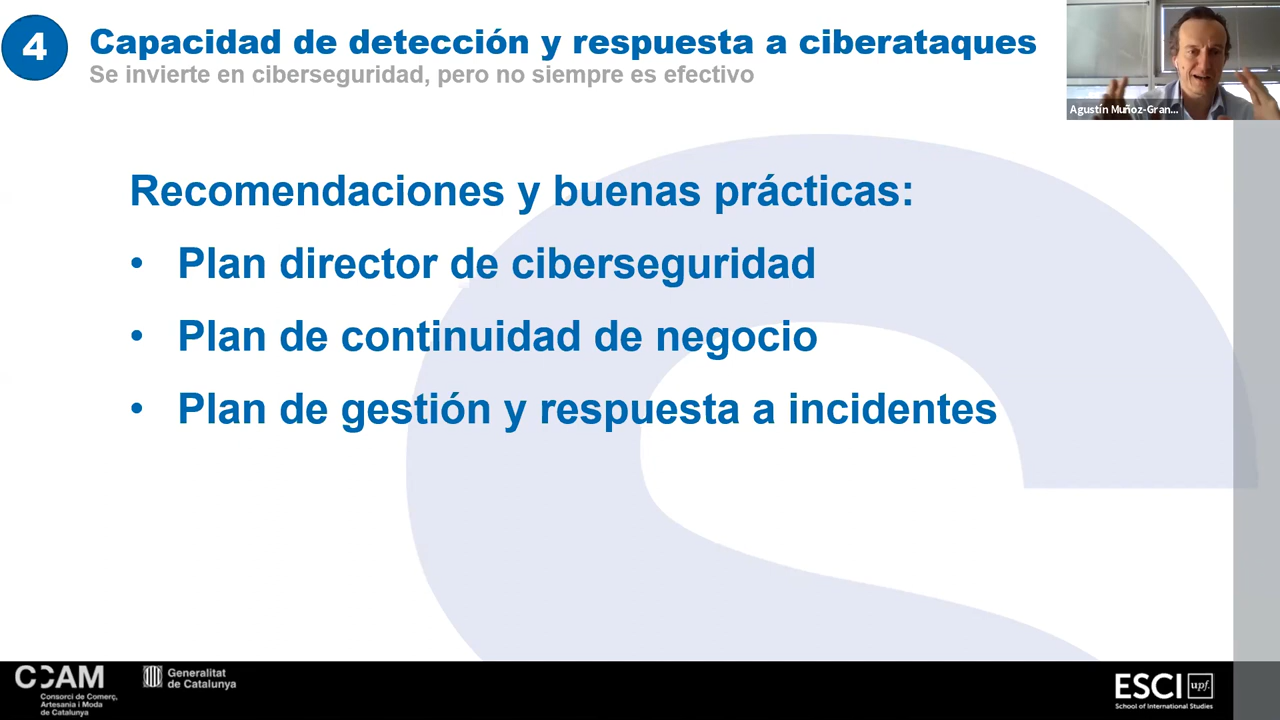 4
Capacidad de detección y respuesta a ciberataques
Se invierte en ciberseguridad, pero no siempre es efectivo
Agustín Muñoz-Gran...
Recomendaciones y buenas prácticas:
• Plan director de ciberseguridad
• Plan de continuidad de negocio
• Plan de gestión y respuesta a incidentes
CCAM
Consorci de Comerç,
Artesania i Moda
de Catalunya
Generalitat
de Catalunya
ESCI upf.
School of International Studies